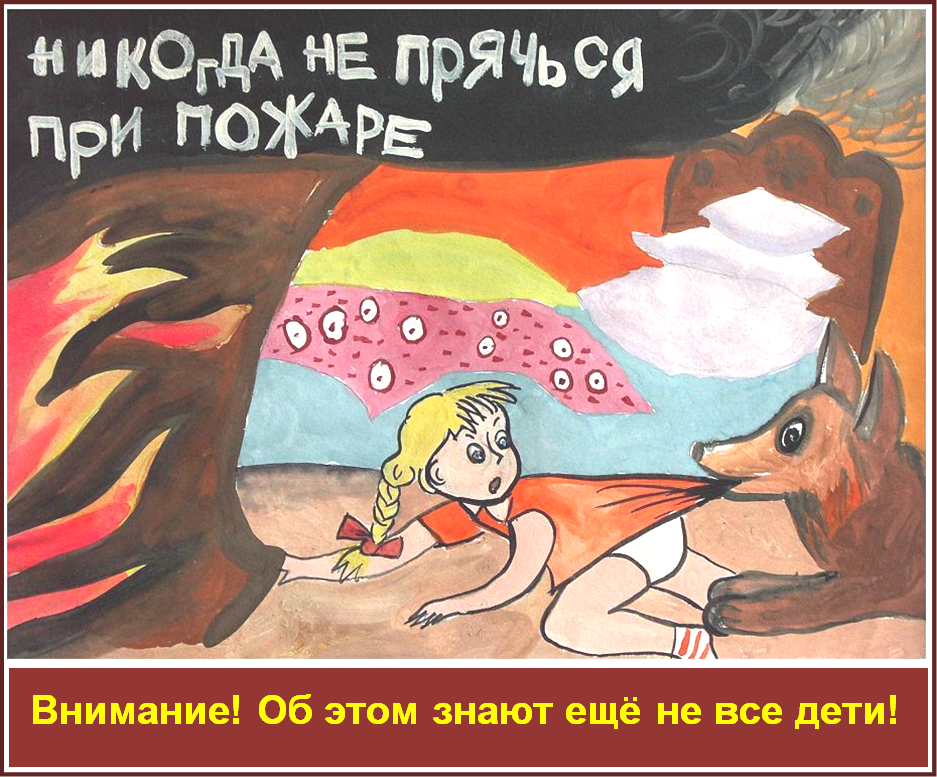 НИКОГДА НЕ ПРЯЧЬСЯ
ПРИ ПОЖАРЕ
Внимание! Об этом знают ещё не все дети!